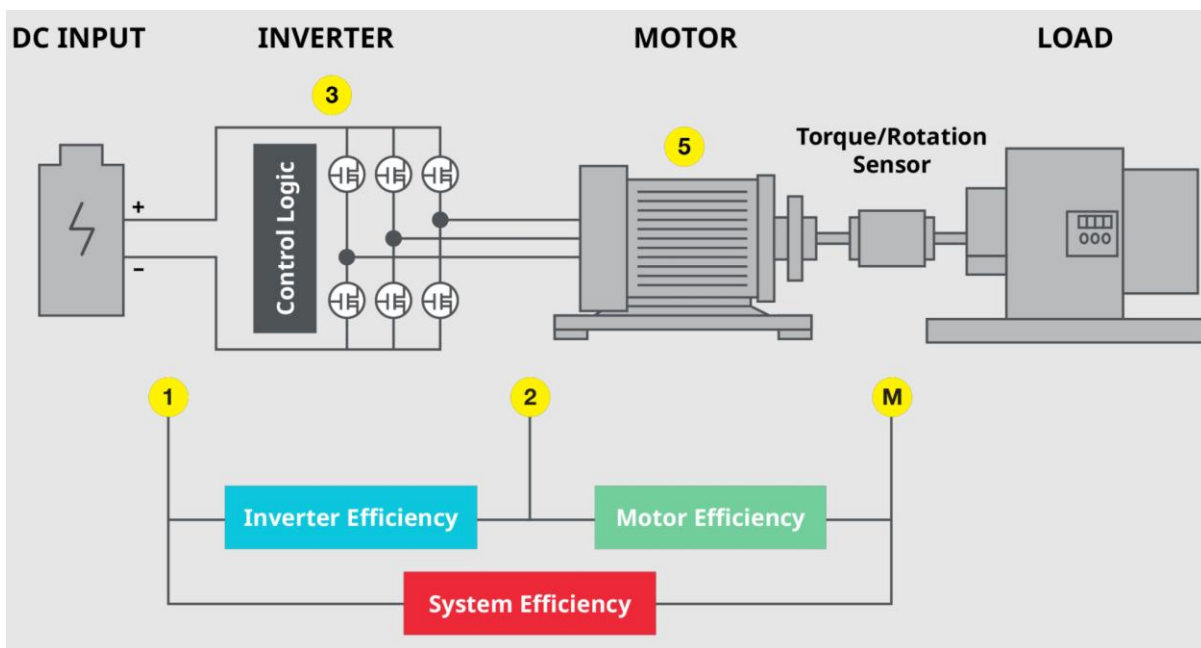 DC INPUT
INVERTER
MOTOR
LOAD
3
5
Torque/Rotation
Sensor
Control Logic
+
−
1
2
M
Inverter Efficiency
Motor Efficiency
System Efficiency